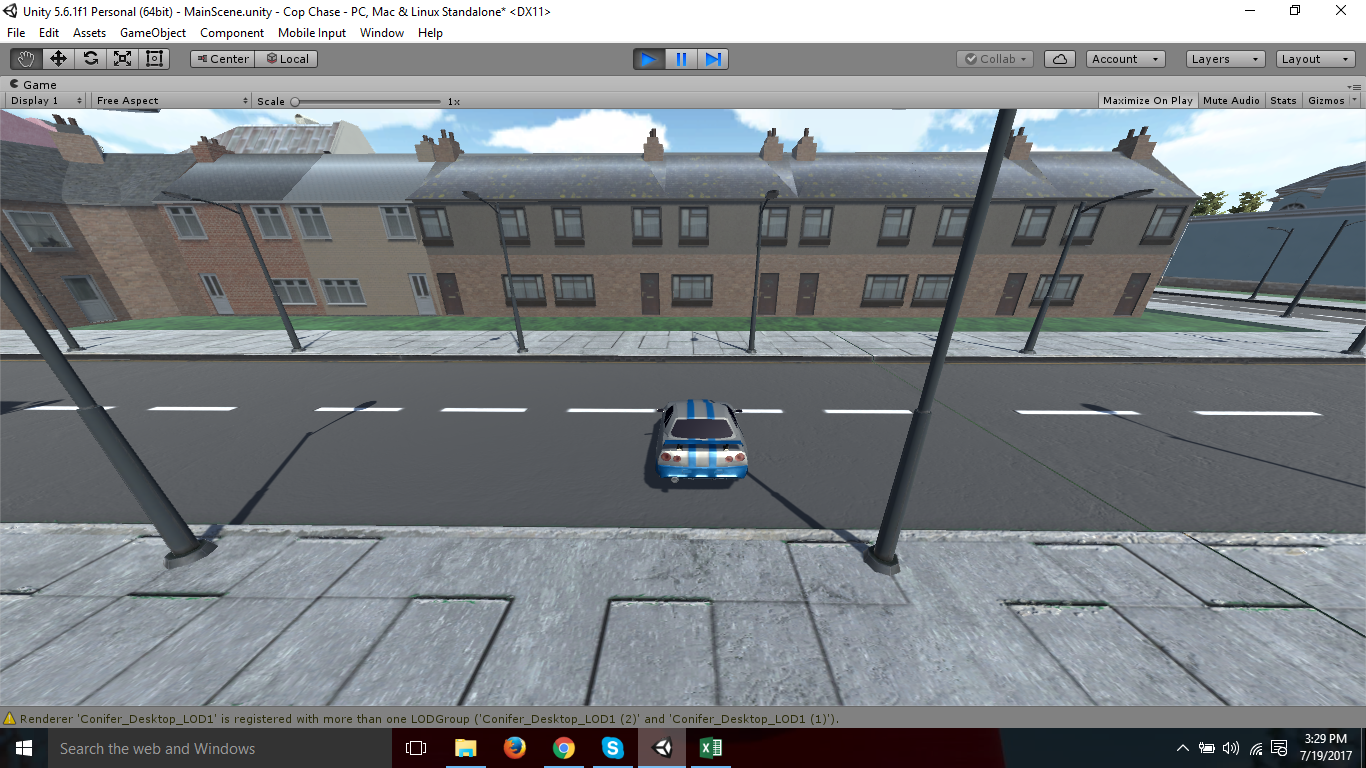 Unity 5.6.1f1 Personal (64bit) - MainScene.unity - Cop Chase - PC, Mac & Linux Standalone* <DX11>
File Edit Assets GameObject Component Mobile Input Window Help
Center Local Collab Account Layers Layout
Game
Display 1 Free Aspect Scale 1x Maximize On Play Mute Audio Stats Gizmos
Renderer 'Conifer_Desktop_LOD1' is registered with more than one LODGroup ('Conifer_Desktop_LOD1 (2)' and 'Conifer_Desktop_LOD1 (1)').
Search the web and Windows
3:29 PM
7/19/2017